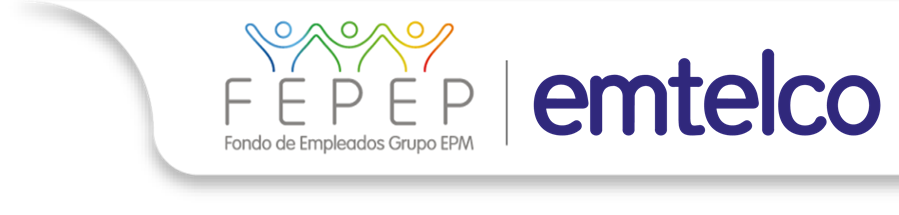 FEPEP
Fondo de Empleados Grupo EPM
emtelco